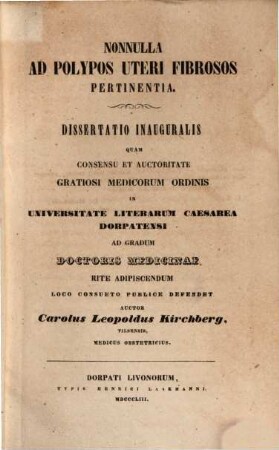 NONNULLA
AD POLYPOS UTERI FIBROSOS
PERTINENTIA.
DISSERTATIO INAUGURALIS
QUAM
CONSENSU ET AUCTORITATE
GRATIOSI MEDICORUM ORDINIS
IN
UNIVERSITATE LITERARUM CAESAREA
DORPATENSI
AD GRADUM
DOCTORIS MEDICINAE
RITE ADIPISCENDUM
LOCO CONSUETO PUBLICE DEFENDET
AUCTOR
Carolus Leopoldus Kirchberg,
VILNENSIS,
MEDICUS OBSTETRICIUS.
DORPATI LIVONORUM,
TYPIS HENRICI LAAKMANNI.
MDCCCLIII.